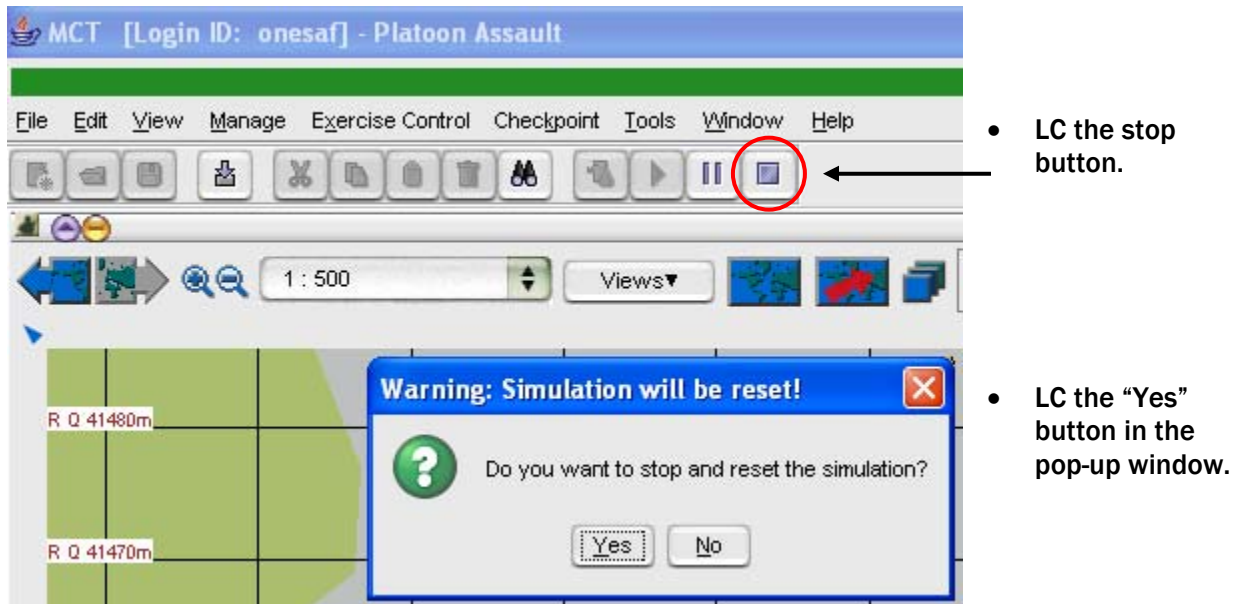 MCT [Login ID: onesaf] - Platoon Assault
File Edit View Manage Exercise Control Checkpoint Tools Window Help
• LC the stop
button.
1 : 500
Views▼
Warning: Simulation will be reset!
R Q 41480m
Do you want to stop and reset the simulation?
Yes No
R Q 41470m
• LC the “Yes”
button in the
pop-up window.